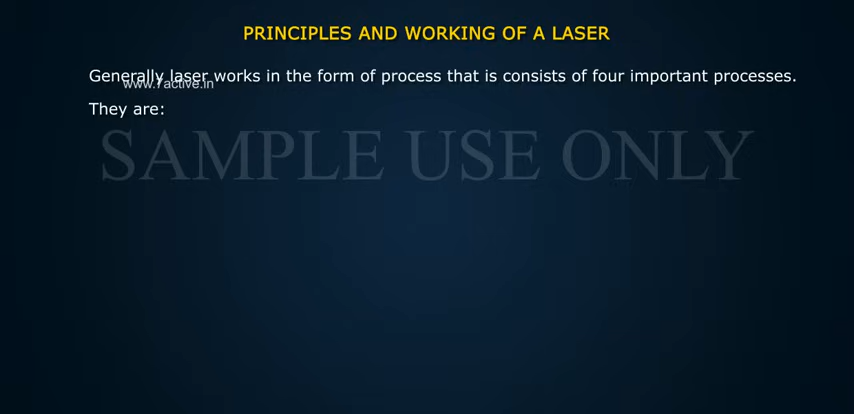 PRINCIPLES AND WORKING OF A LASER
Generally laser works in the form of process that is consists of four important processes.
www.7active.in
They are:
SAMPLE USE ONLY